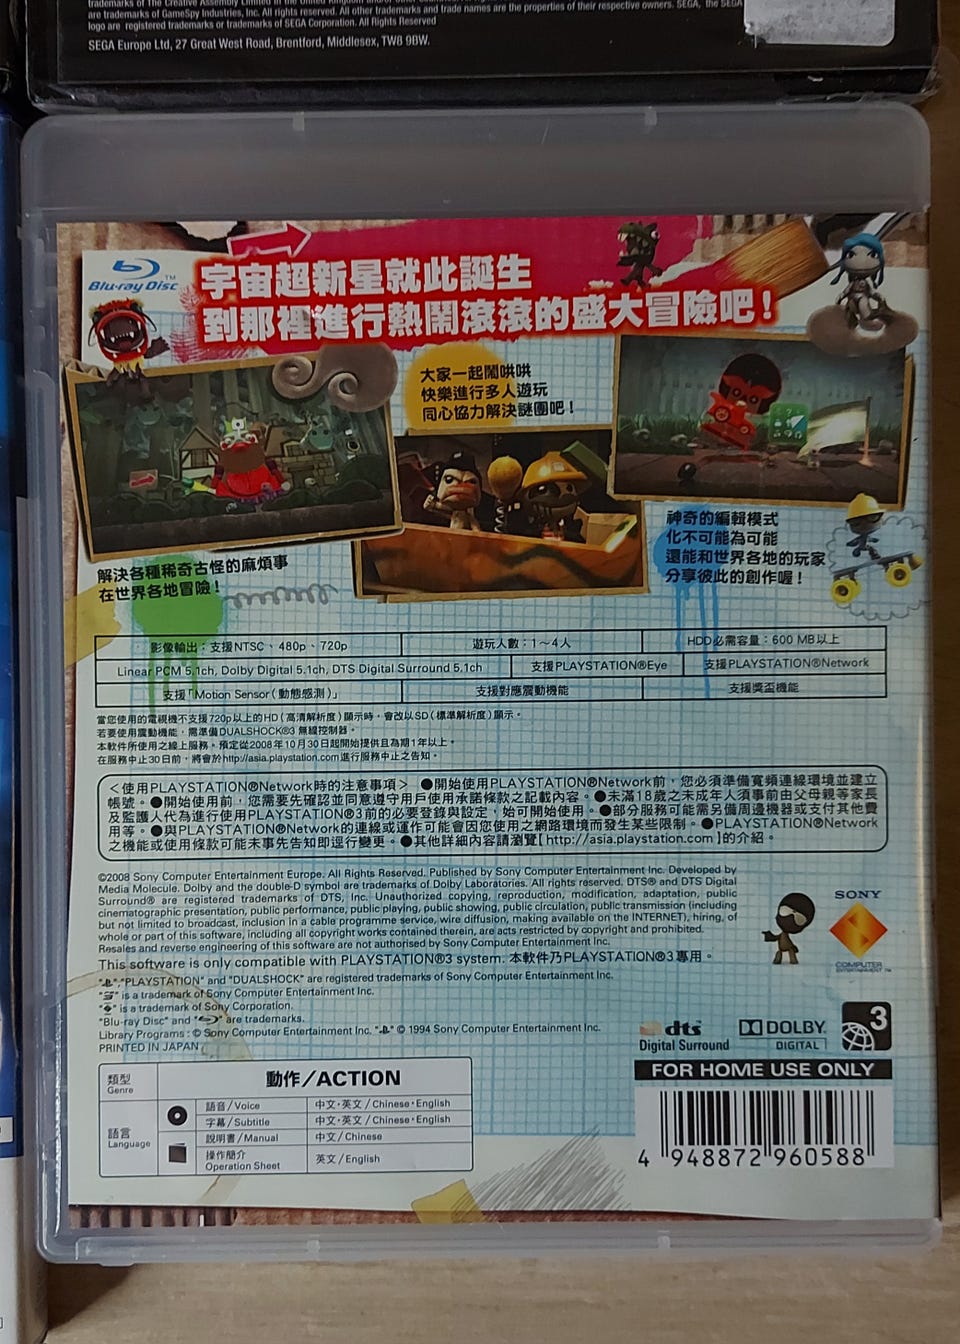 trademarks of The Creative Assembly Limited in the United Kingdom and/or other
are trademarks of GameSpy Industries, Inc. All rights reserved. All other trademarks and trade names are the properties of their respective owners. SEGA, the SEGA
logo are registered trademarks or trademarks of SEGA Corporation. All Rights Reserved
SEGA Europe Ltd, 27 Great West Road, Brentford, Middlesex, TW8 9BW.
Blu-ray Disc™
宇宙超新星就此誕生
到那裡進行熱鬧滾滾的盛大冒險吧！
大家一起鬧哄哄
快樂進行多人遊玩
同心協力解決謎團吧！
神奇的編輯模式
化不可能為可能
還能和世界各地的玩家
分享彼此的創作喔！
解決各種稀奇古怪的麻煩事
在世界各地冒險！
影像輸出：支援NTSC、480p、720p
遊玩人數：1～4人
HDD必需容量：600 MB以上
Linear PCM 5.1ch, Dolby Digital 5.1ch, DTS Digital Surround 5.1ch
支援PLAYSTATION®Eye
支援PLAYSTATION®Network
支援「Motion Sensor（動態感測）」
支援對應震動機能
支援獎盃機能
當您使用的電視機不支援720p以上的HD（高清解析度）顯示時，會改以SD（標準解析度）顯示。
若要使用震動機能，需準備DUALSHOCK®3 無線控制器。
本軟件所使用之線上服務，預定從2008年10月30日起開始提供且為期1年以上。
在服務中止30日前，將會於http://asia.playstation.com進行服務中止之告知。
＜使用PLAYSTATION®Network時的注意事項＞ ●開始使用PLAYSTATION®Network前，您必須準備寬頻連線環境並建立
帳號。●開始使用前，您需要先確認並同意遵守用戶使用承諾條款之記載內容。●未滿18歲之未成年人須事前由父母親等家長
及監護人代為進行使用PLAYSTATION®3前的必要登錄與設定，始可開始使用。●部分服務可能需另備周邊機器或支付其他費
用等。●與PLAYSTATION®Network的連線或運作可能會因您使用之網路環境而發生某些限制。●PLAYSTATION®Network
之機能或使用條款可能未事先告知即逕行變更。●其他詳細內容請瀏覽【http://asia.playstation.com】的介紹。
©2008 Sony Computer Entertainment Europe. All Rights Reserved. Published by Sony Computer Entertainment Inc. Developed by
Media Molecule. Dolby and the double-D symbol are trademarks of Dolby Laboratories. All rights reserved. DTS® and DTS Digital
Surround® are registered trademarks of DTS, Inc. Unauthorized copying, reproduction, modification, adaptation, public
cinematographic presentation, public performance, public playing, public showing, public circulation, public transmission (including
but not limited to broadcast, inclusion in a cable programme service, wire diffusion, making available on the INTERNET), hiring, of
whole or part of this software, including all copyright works contained therein, are acts restricted by copyright and prohibited.
Resales and reverse engineering of this software are not authorised by Sony Computer Entertainment Inc.
This software is only compatible with PLAYSTATION®3 system. 本軟件乃PLAYSTATION®3專用。
" ","PLAYSTATION" and "DUALSHOCK" are registered trademarks of Sony Computer Entertainment Inc.
" " is a trademark of Sony Computer Entertainment Inc.
" " is a trademark of Sony Corporation.
"Blu-ray Disc" and " " are trademarks.
Library Programs : © Sony Computer Entertainment Inc. " " © 1994 Sony Computer Entertainment Inc.
PRINTED IN JAPAN
SONY
COMPUTER
ENTERTAINMENT™
dts
Digital Surround
DOLBY
DIGITAL
3
FOR HOME USE ONLY
類型
Genre
動作／ACTION
語言
Language
語音／Voice
中文・英文／Chinese・English
字幕／Subtitle
中文・英文／Chinese・English
說明書／Manual
中文／Chinese
操作簡介
Operation Sheet
英文／English
4 948872 960588